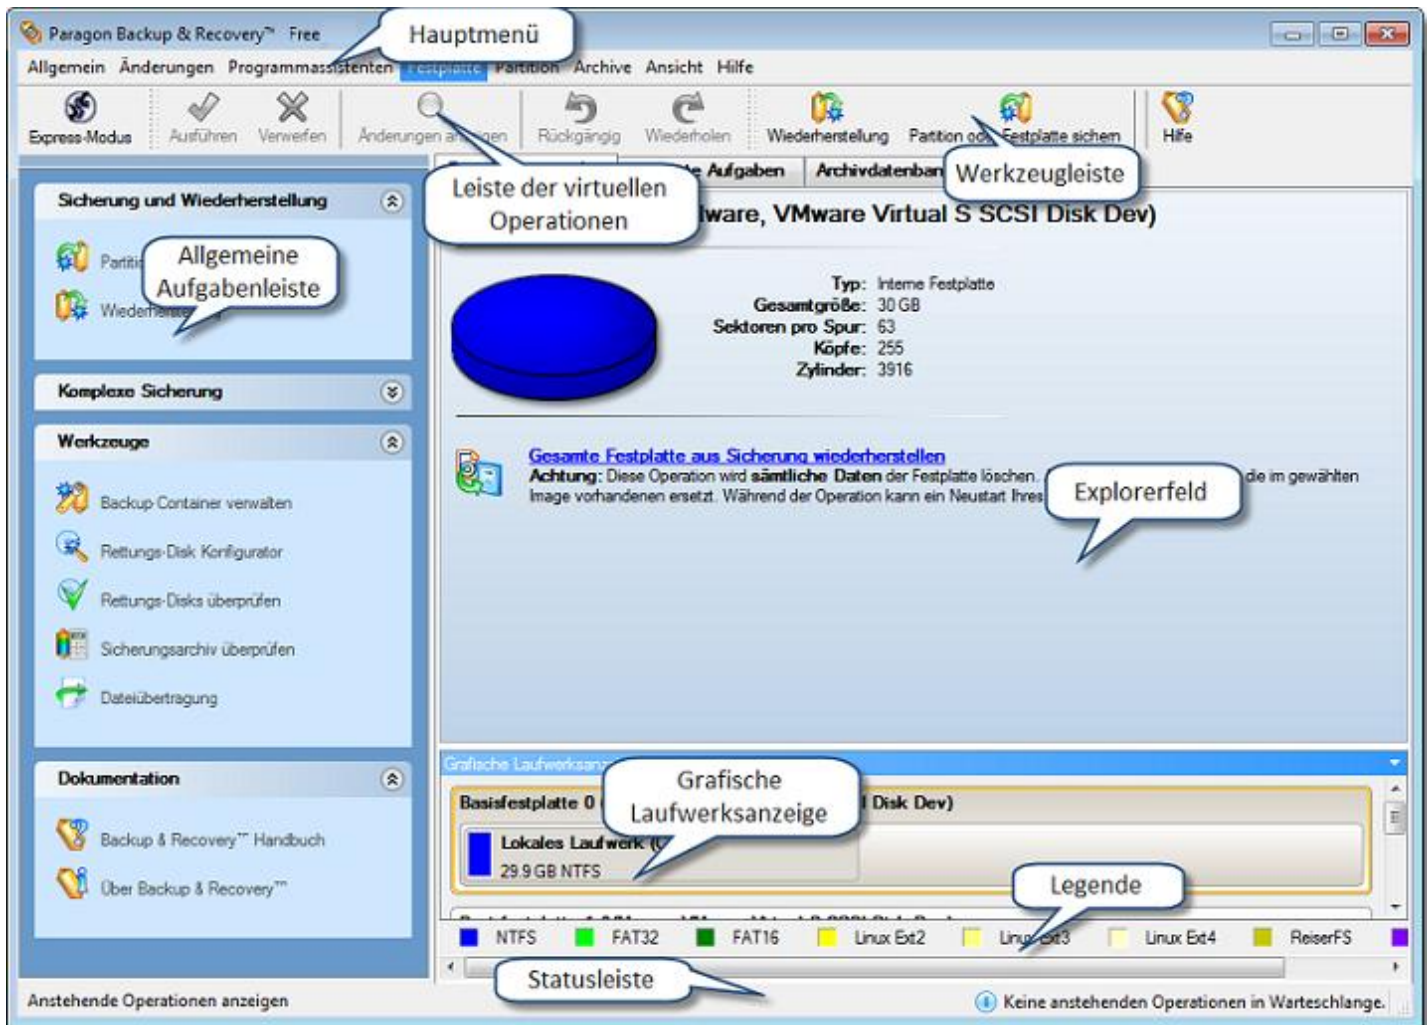 Paragon Backup & Recovery™ Free
Hauptmenü
Allgemein Änderungen Programmassistenten Festplatte Partition Archive Ansicht Hilfe
Express-Modus Ausführen Verwerfen Änderungen anzeigen Rückgängig Wiederholen Wiederherstellung Partition oder Festplatte sichern Hilfe
Leiste der virtuellen
Operationen
Aufgaben Archivdatenban
Werkzeugleiste
ware, VMware Virtual S SCSI Disk Dev)
Sicherung und Wiederherstellung
Partiti
Wiederherstellung
Allgemeine
Aufgabenleiste
Komplexe Sicherung
Werkzeuge
Backup Container verwalten
Rettungs-Disk Konfigurator
Rettungs-Disks überprüfen
Sicherungsarchiv überprüfen
Dateiübertragung
Dokumentation
Backup & Recovery™ Handbuch
Über Backup & Recovery™
Typ: Interne Festplatte
Gesamtgröße: 30 GB
Sektoren pro Spur: 63
Köpfe: 255
Zylinder: 3916
Gesamte Festplatte aus Sicherung wiederherstellen
Achtung: Diese Operation wird sämtliche Daten der Festplatte löschen. die im gewählten
Image vorhandenen ersetzt. Während der Operation kann ein Neustart Ihres
Explorerfeld
Grafische Laufwerksan
Grafische
Laufwerksanzeige
Basisfestplatte 0 Disk Dev)
Lokales Laufwerk (C
29.9 GB NTFS
Legende
NTFS FAT32 FAT16 Linux Ext2 Linux Ext3 Linux Ext4 ReiserFS
Statusleiste
Anstehende Operationen anzeigen
Keine anstehenden Operationen in Warteschlange.